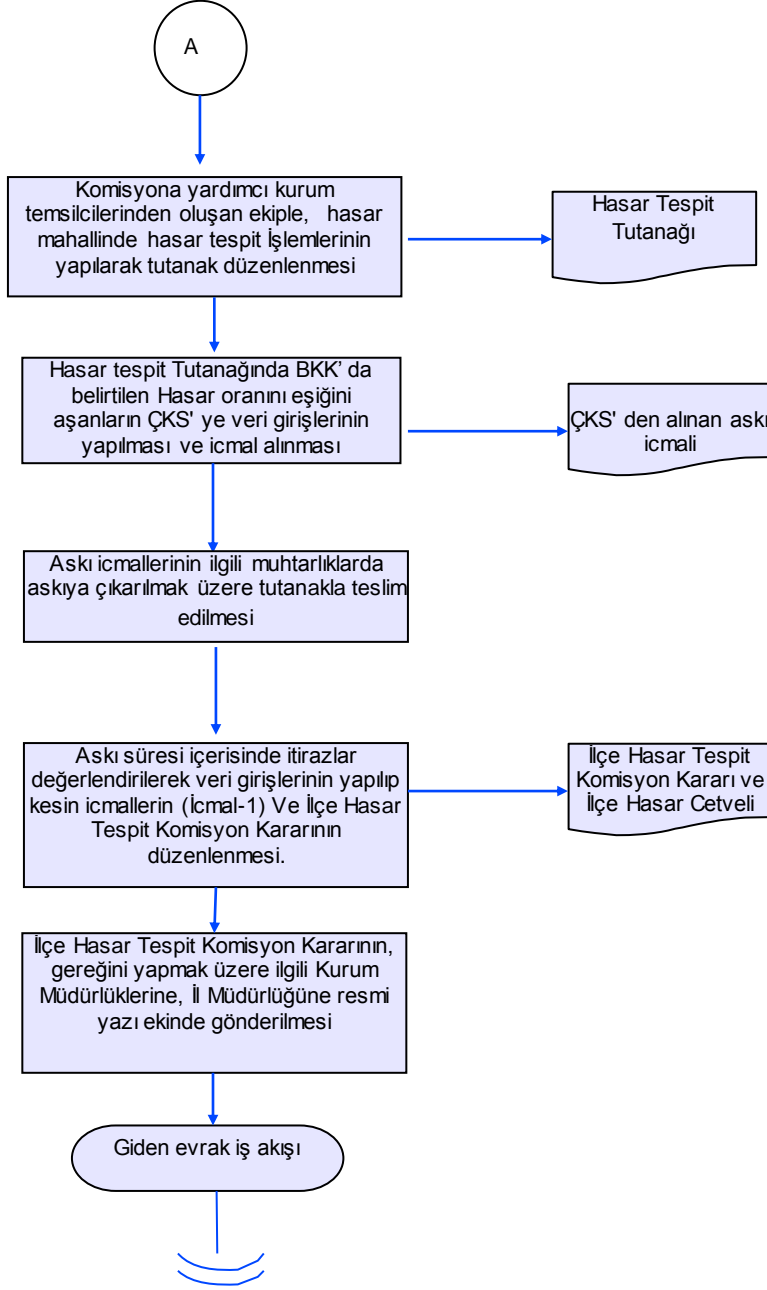 A
Komisyona yardımcı kurum
temsilcilerinden oluşan ekiple, hasar
mahallinde hasar tespit İşlemlerinin
yapılarak tutanak düzenlenmesi
Hasar Tespit
Tutanağı
Hasar tespit Tutanağında BKK' da
belirtilen Hasar oranını eşiğini
aşanların ÇKS' ye veri girişlerinin
yapılması ve icmal alınması
ÇKS' den alınan askı
icmali
Askı icmallerinin ilgili muhtarlıklarda
askıya çıkarılmak üzere tutanakla teslim
edilmesi
Askı süresi içerisinde itirazlar
değerlendirilerek veri girişlerinin yapılıp
kesin icmallerin (İcmal-1) Ve İlçe Hasar
Tespit Komisyon Kararının
düzenlenmesi.
İlçe Hasar Tespit
Komisyon Kararı ve
İlçe Hasar Cetveli
İlçe Hasar Tespit Komisyon Kararının,
gereğini yapmak üzere ilgili Kurum
Müdürlüklerine, İl Müdürlüğüne resmi
yazı ekinde gönderilmesi
Giden evrak iş akışı